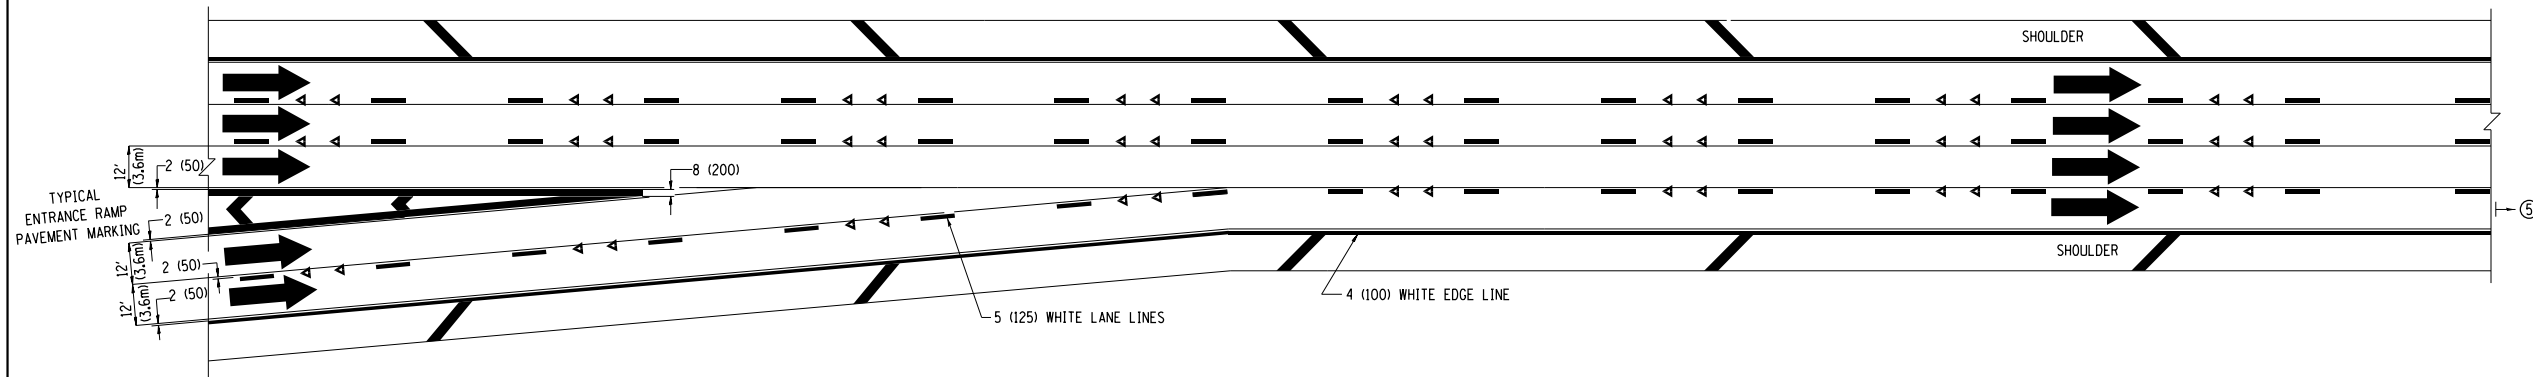 SHOULDER
12'
(3.6m)
2 (50)
8 (200)
TYPICAL
ENTRANCE RAMP
PAVEMENT MARKING
2 (50)
12'
(3.6m)
2 (50)
12'
(3.6m)
2 (50)
SHOULDER
4 (100) WHITE EDGE LINE
5 (125) WHITE LANE LINES
5